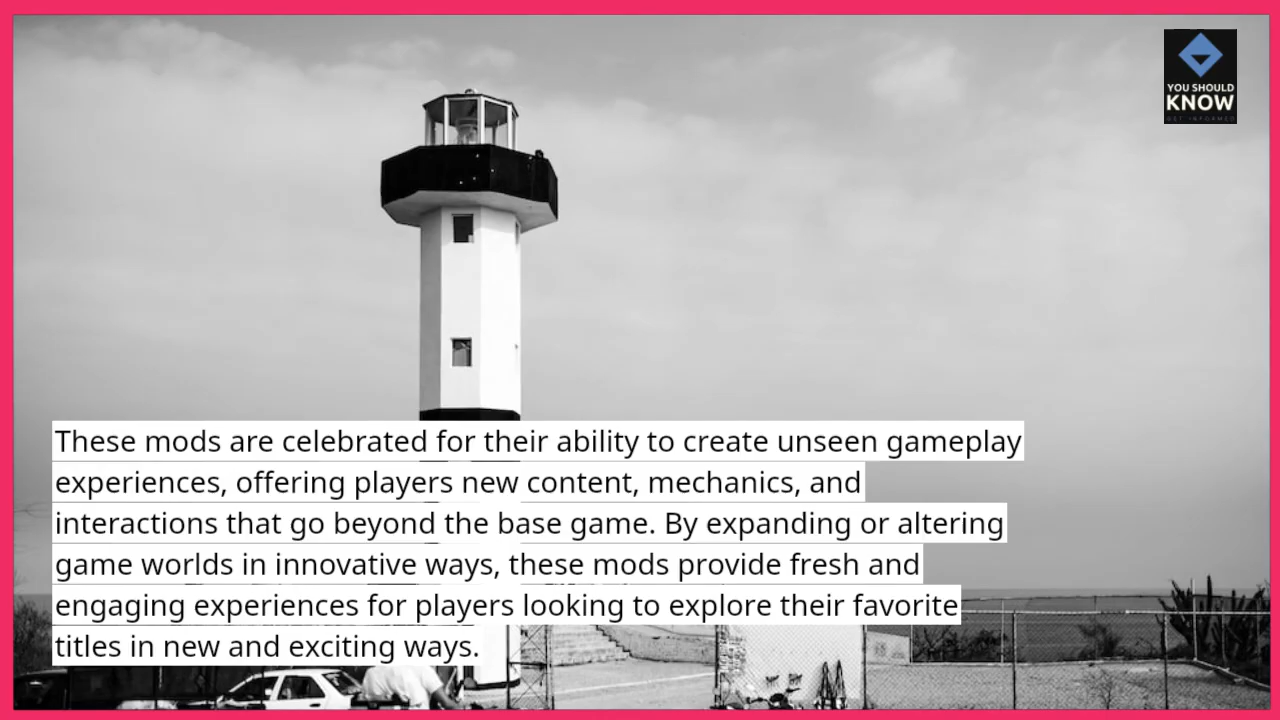 YOU SHOULD
KNOW
GET INFORMED
These mods are celebrated for their ability to create unseen gameplay
experiences, offering players new content, mechanics, and
interactions that go beyond the base game. By expanding or altering
game worlds in innovative ways, these mods provide fresh and
engaging experiences for players looking to explore their favorite
titles in new and exciting ways.